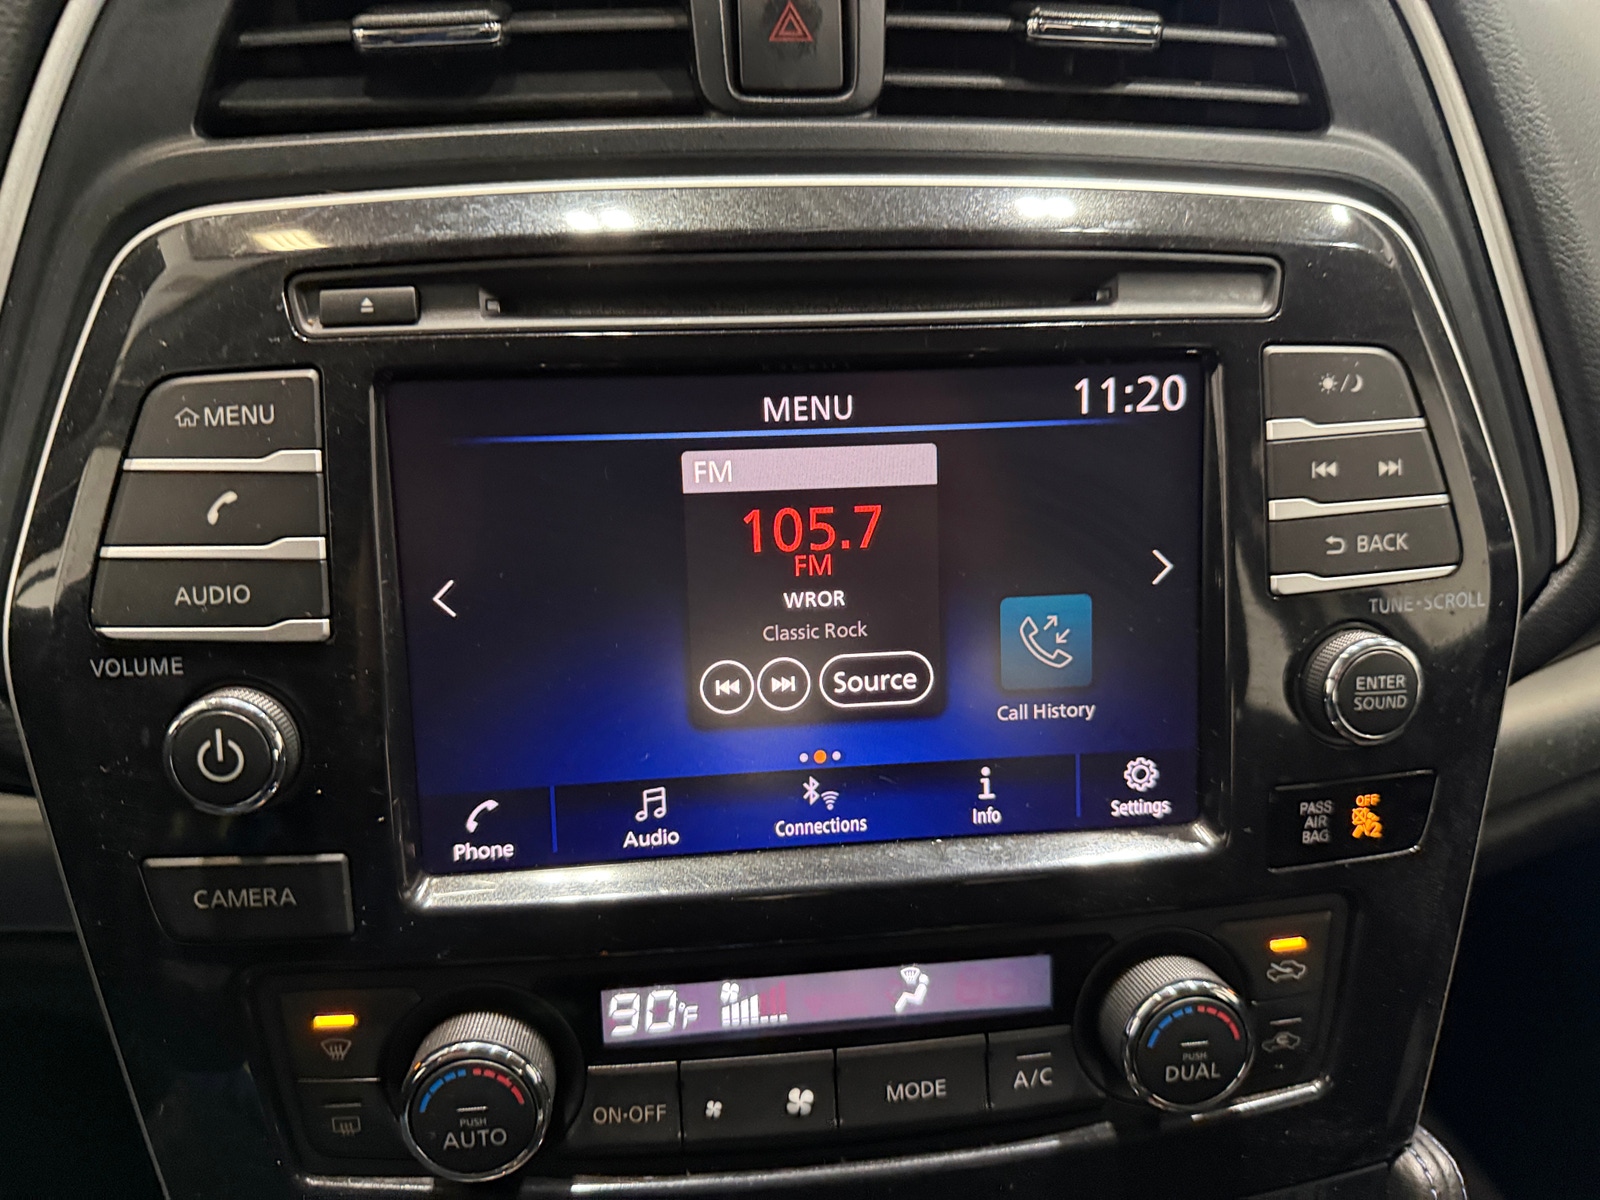 MENU
AUDIO
VOLUME
CAMERA
MENU
11:20
FM
105.7
FM
WROR
Classic Rock
Source
Call History
Phone
Audio
Connections
Info
Settings
BACK
TUNE·SCROLL
ENTER
SOUND
PASS
AIR
BAG
OFF
2
90°F
PUSH
AUTO
ON·OFF
MODE
A/C
PUSH
DUAL